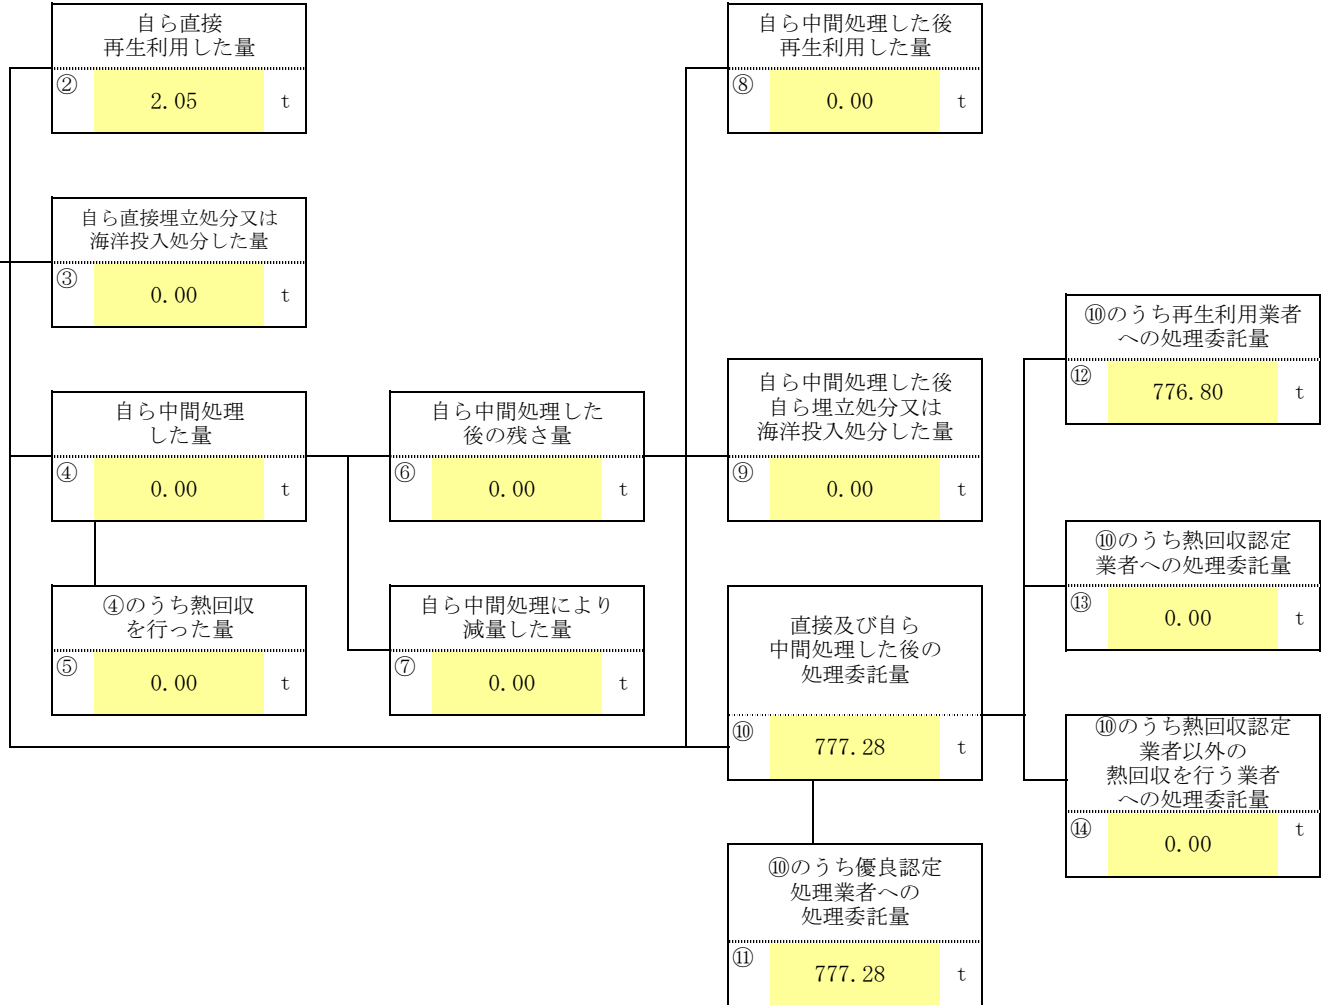 自ら直接
再生利用した量
②
2.05
t
自ら中間処理した後
再生利用した量
⑧
0.00
t
自ら直接埋立処分又は
海洋投入処分した量
③
0.00
t
⑩のうち再生利用業者
への処理委託量
⑫
776.80
t
自ら中間処理
した量
④
0.00
t
自ら中間処理した
後の残さ量
⑥
0.00
t
自ら中間処理した後
自ら埋立処分又は
海洋投入処分した量
⑨
0.00
t
⑩のうち熱回収認定
業者への処理委託量
⑬
0.00
t
④のうち熱回収
を行った量
⑤
0.00
t
自ら中間処理により
減量した量
⑦
0.00
t
直接及び自ら
中間処理した後の
処理委託量
⑩
777.28
t
⑩のうち熱回収認定
業者以外の
熱回収を行う業者
への処理委託量
⑭
0.00
t
⑩のうち優良認定
処理業者への
処理委託量
⑪
777.28
t